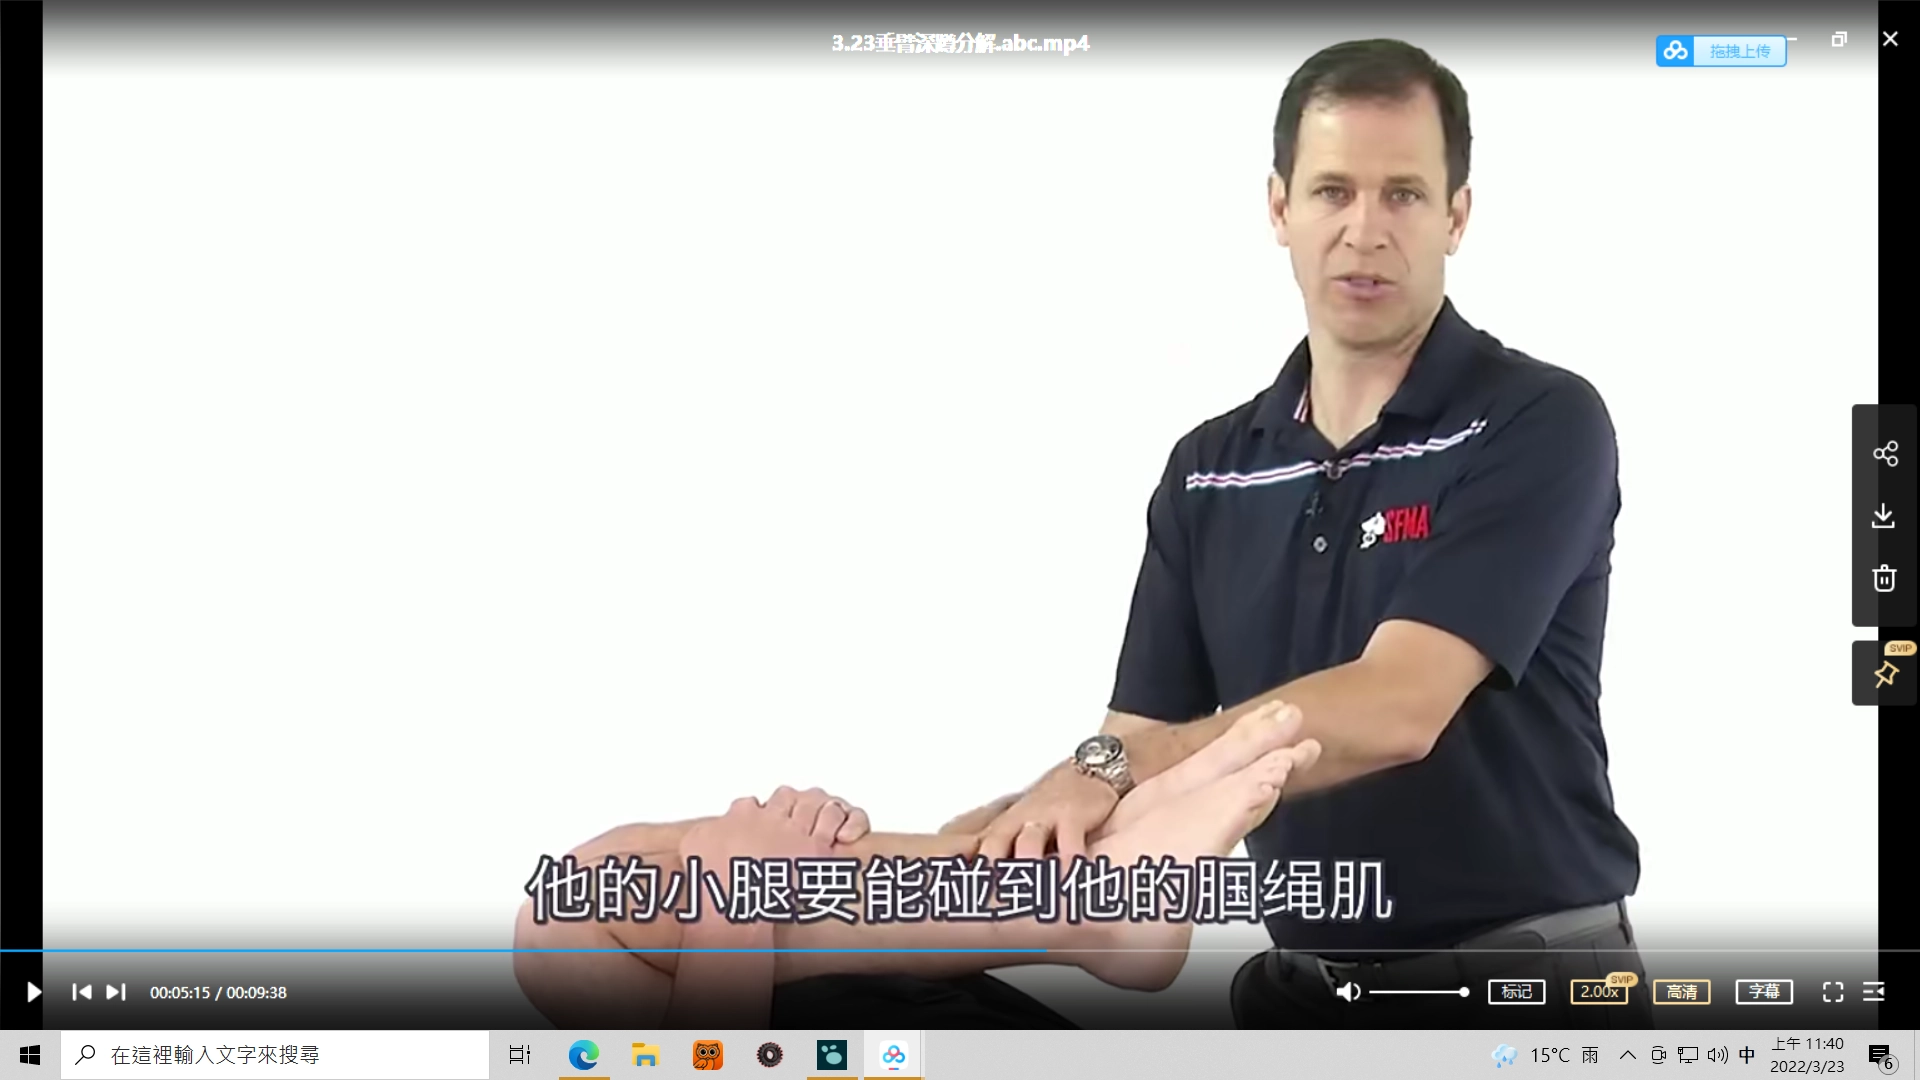 3.23垂臂深蹲分解.abc.mp4
拖拽上传
SFMA
SVIP
他的小腿要能碰到他的腘绳肌
00:05:15 / 00:09:38
标记
2.00x
SVIP
高清
字幕
在這裡輸入文字來搜尋
15°C 雨
中
上午 11:40
2022/3/23
6